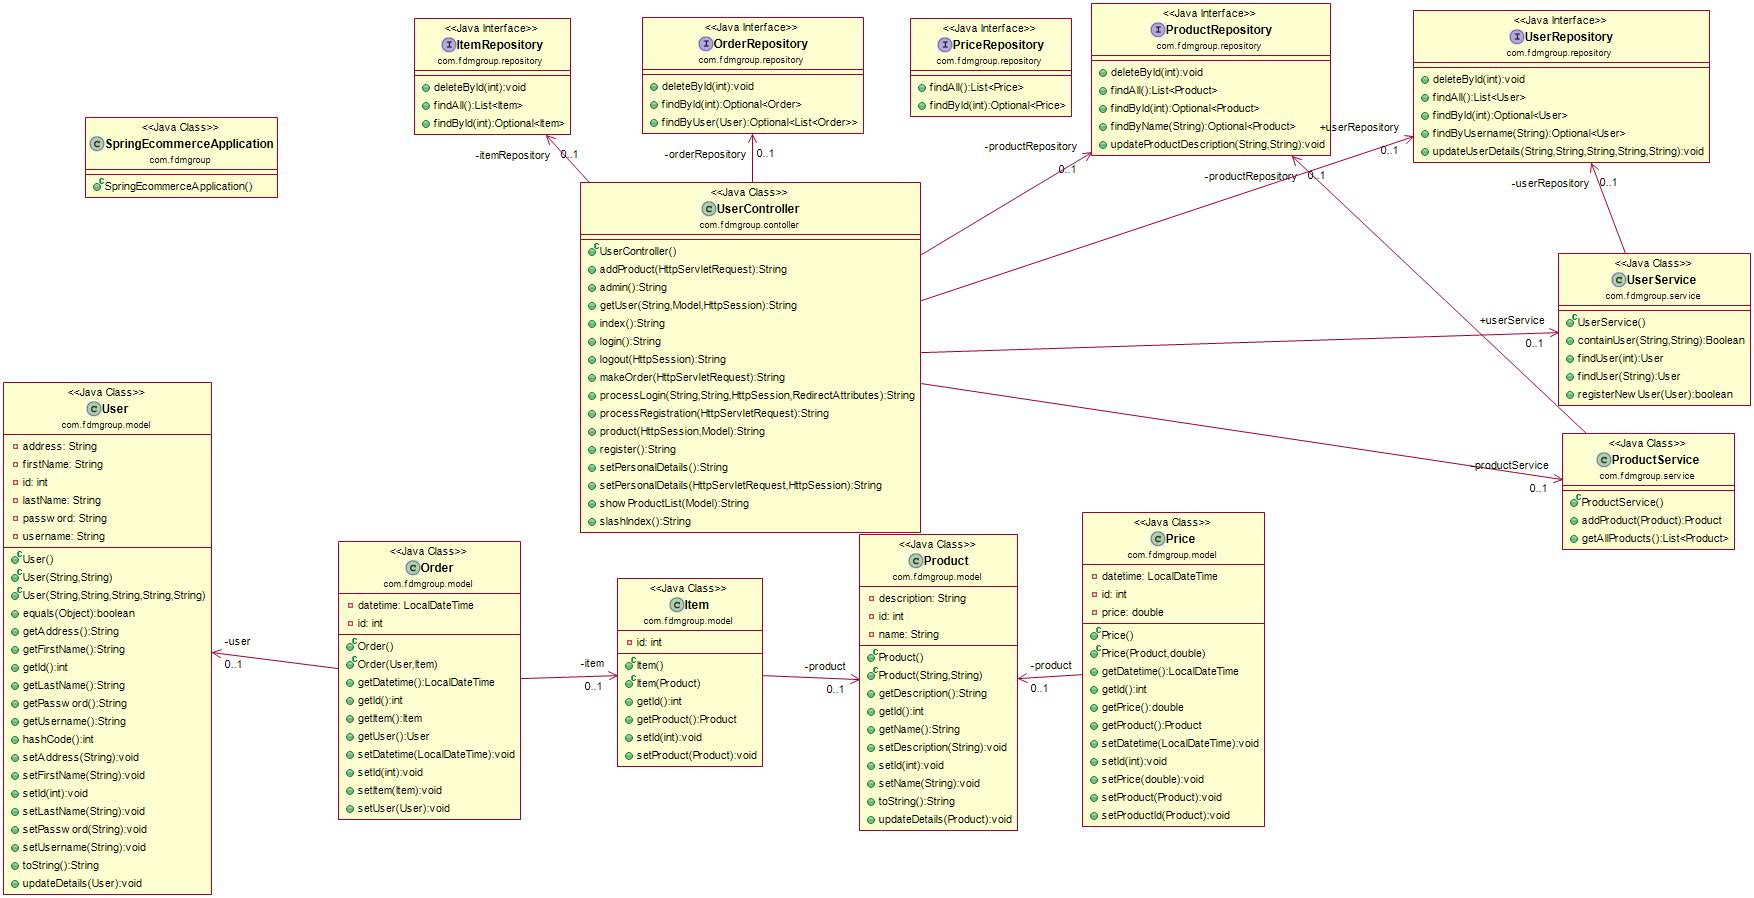 <<Java Interface>>
ItemRepository
com.fdmgroup.repository
deleteById(int):void
findAll():List<Item>
findById(int):Optional<Item>
<<Java Interface>>
OrderRepository
com.fdmgroup.repository
deleteById(int):void
findById(int):Optional<Order>
findByUser(User):Optional<List<Order>>
<<Java Interface>>
PriceRepository
com.fdmgroup.repository
findAll():List<Price>
findById(int):Optional<Price>
<<Java Interface>>
ProductRepository
com.fdmgroup.repository
deleteById(int):void
findAll():List<Product>
findById(int):Optional<Product>
findByName(String):Optional<Product>
updateProductDescription(String,String):void
<<Java Interface>>
UserRepository
com.fdmgroup.repository
deleteById(int):void
findAll():List<User>
findById(int):Optional<User>
findByUsername(String):Optional<User>
updateUserDetails(String,String,String,String,String):void
<<Java Class>>
SpringEcommerceApplication
com.fdmgroup
SpringEcommerceApplication()
-itemRepository
0..1
-orderRepository
0..1
-productRepository
0..1
+userRepository
0..1
-productRepository
0..1
-userRepository
0..1
<<Java Class>>
UserController
com.fdmgroup.contoller
UserController()
addProduct(HttpServletRequest):String
admin():String
getUser(String,Model,HttpSession):String
index():String
login():String
logout(HttpSession):String
makeOrder(HttpServletRequest):String
processLogin(String,String,HttpSession,RedirectAttributes):String
processRegistration(HttpServletRequest):String
product(HttpSession,Model):String
register():String
setPersonalDetails():String
setPersonalDetails(HttpServletRequest,HttpSession):String
showProductList(Model):String
slashIndex():String
+userService
0..1
-productService
0..1
<<Java Class>>
UserService
com.fdmgroup.service
UserService()
containUser(String,String):Boolean
findUser(int):User
findUser(String):User
registerNewUser(User):boolean
<<Java Class>>
ProductService
com.fdmgroup.service
ProductService()
addProduct(Product):Product
getAllProducts():List<Product>
<<Java Class>>
User
com.fdmgroup.model
address: String
firstName: String
id: int
lastName: String
password: String
username: String
User()
User(String,String)
User(String,String,String,String,String)
equals(Object):boolean
getAddress():String
getFirstName():String
getId():int
getLastName():String
getPassword():String
getUsername():String
hashCode():int
setAddress(String):void
setFirstName(String):void
setId(int):void
setLastName(String):void
setPassword(String):void
setUsername(String):void
toString():String
updateDetails(User):void
-user
0..1
<<Java Class>>
Order
com.fdmgroup.model
datetime: LocalDateTime
id: int
Order()
Order(User,Item)
getDatetime():LocalDateTime
getId():int
getItem():Item
getUser():User
setDatetime(LocalDateTime):void
setId(int):void
setItem(Item):void
setUser(User):void
-item
0..1
<<Java Class>>
Item
com.fdmgroup.model
id: int
Item()
Item(Product)
getId():int
getProduct():Product
setId(int):void
setProduct(Product):void
-product
0..1
<<Java Class>>
Product
com.fdmgroup.model
description: String
id: int
name: String
Product()
Product(String,String)
getDescription():String
getId():int
getName():String
setDescription(String):void
setId(int):void
setName(String):void
toString():String
updateDetails(Product):void
-product
0..1
<<Java Class>>
Price
com.fdmgroup.model
datetime: LocalDateTime
id: int
price: double
Price()
Price(Product,double)
getDatetime():LocalDateTime
getId():int
getPrice():double
getProduct():Product
setDatetime(LocalDateTime):void
setId(int):void
setPrice(double):void
setProduct(Product):void
setProductId(Product):void